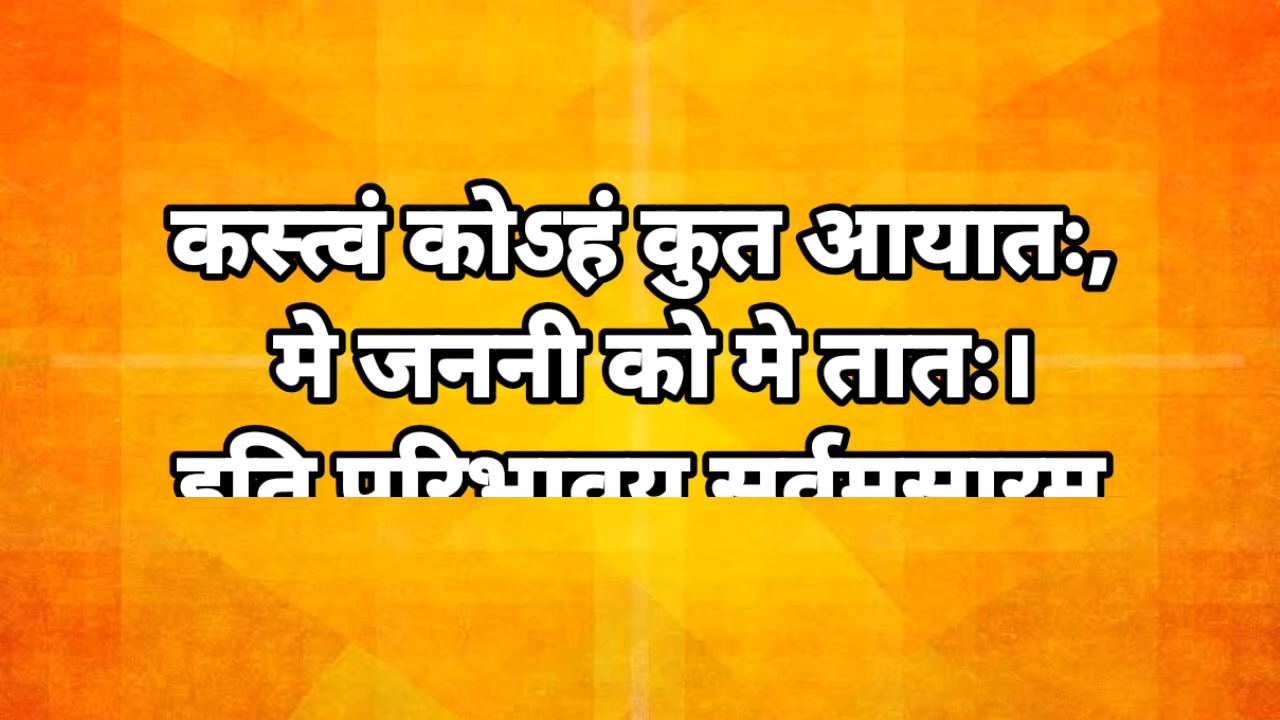 कस्त्वं कोऽहं कुत आयातः,
मे जननी को मे तातः।
इति परिभावय सर्वमसारम